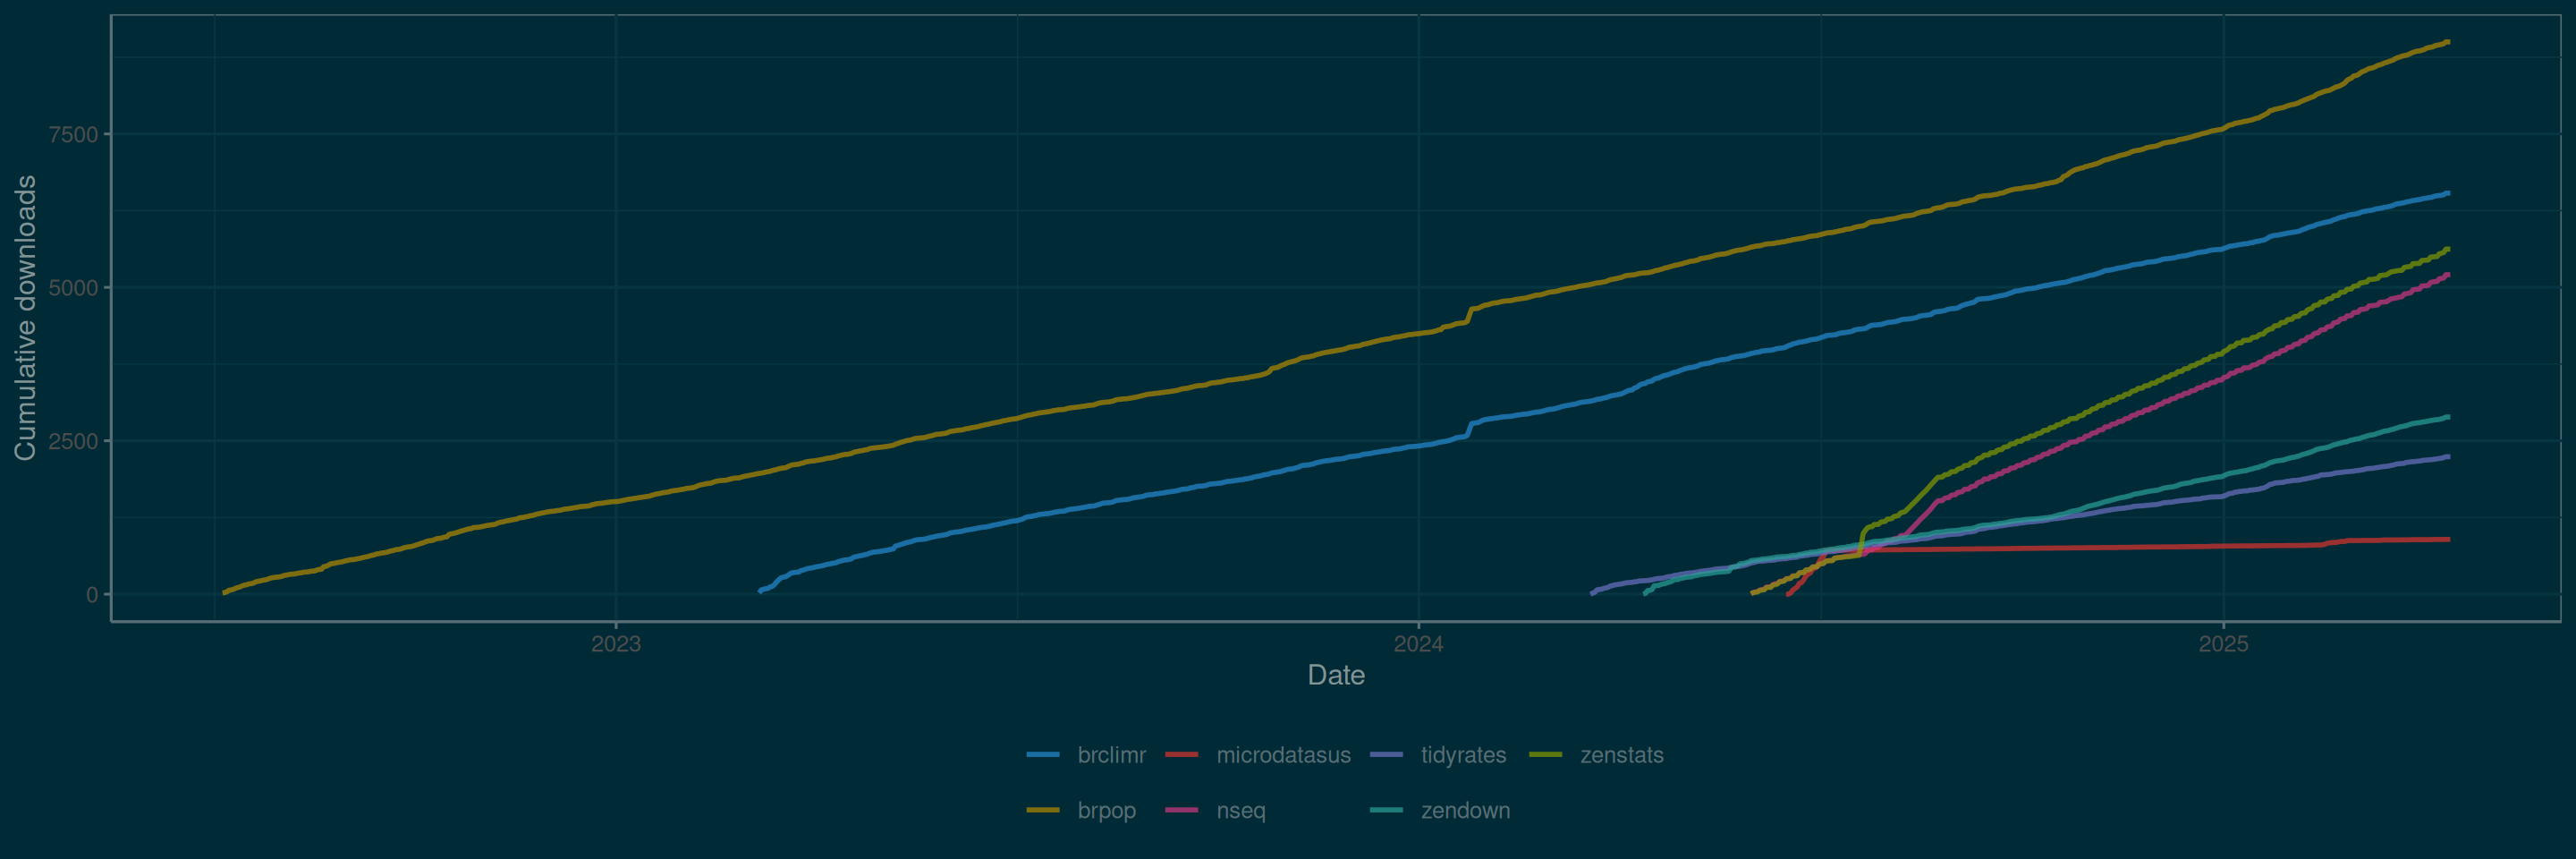 Cumulative downloads
7500
5000
2500
0
2023 2024 2025
Date
brclimr microdatasus tidyrates zenstats
brpop nseq zendown